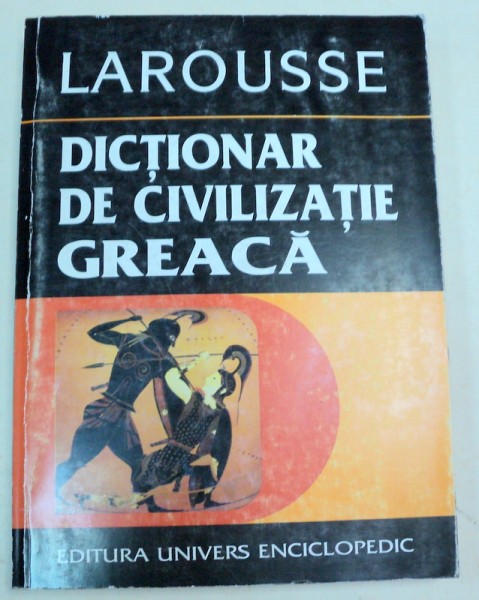 LAROUSSE
DICȚIONAR
DE CIVILIZAȚIE
GREACĂ
EDITURA UNIVERS ENCICLOPEDIC